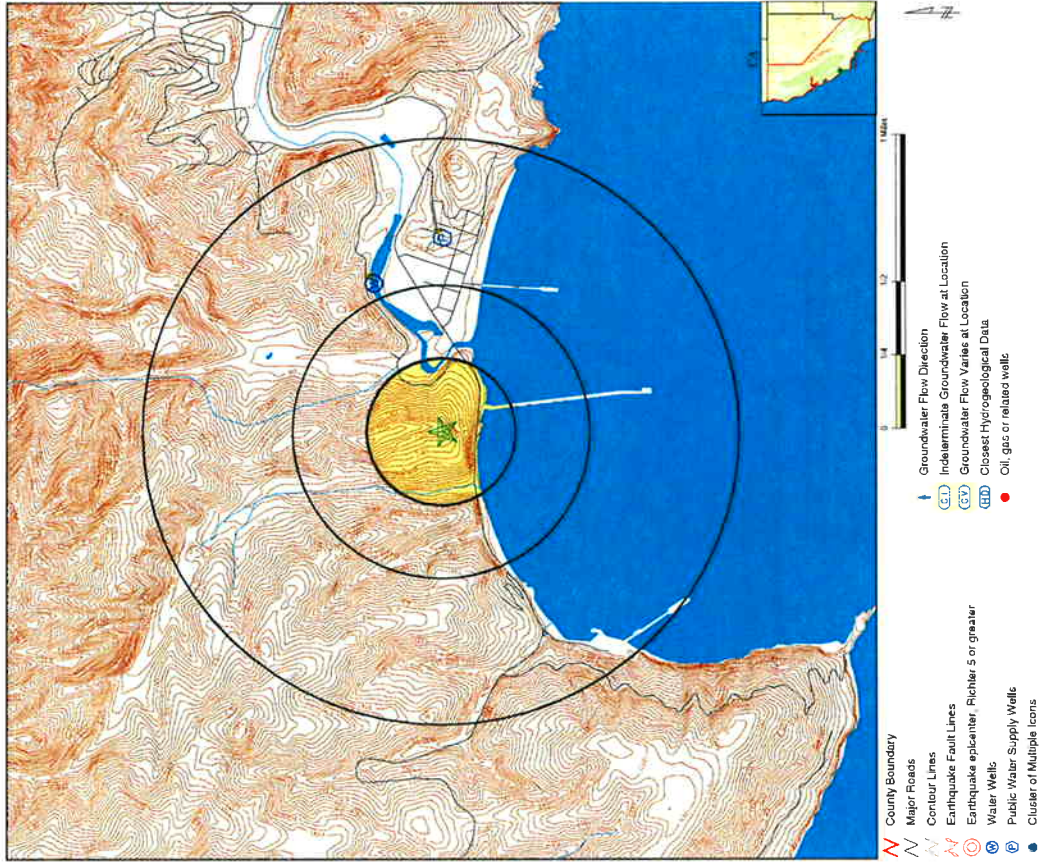 W
P
CA
0
1/4
1/2
1 Miles
County Boundary
Major Roads
Contour Lines
Earthquake Fault Lines
Earthquake epicenter, Richter 5 or greater
W Water Wells
P Public Water Supply Wells
Cluster of Multiple Icons
Groundwater Flow Direction
G I Indeterminate Groundwater Flow at Location
G V Groundwater Flow Varies at Location
HD Closest Hydrogeological Data
Oil, gas or related wells